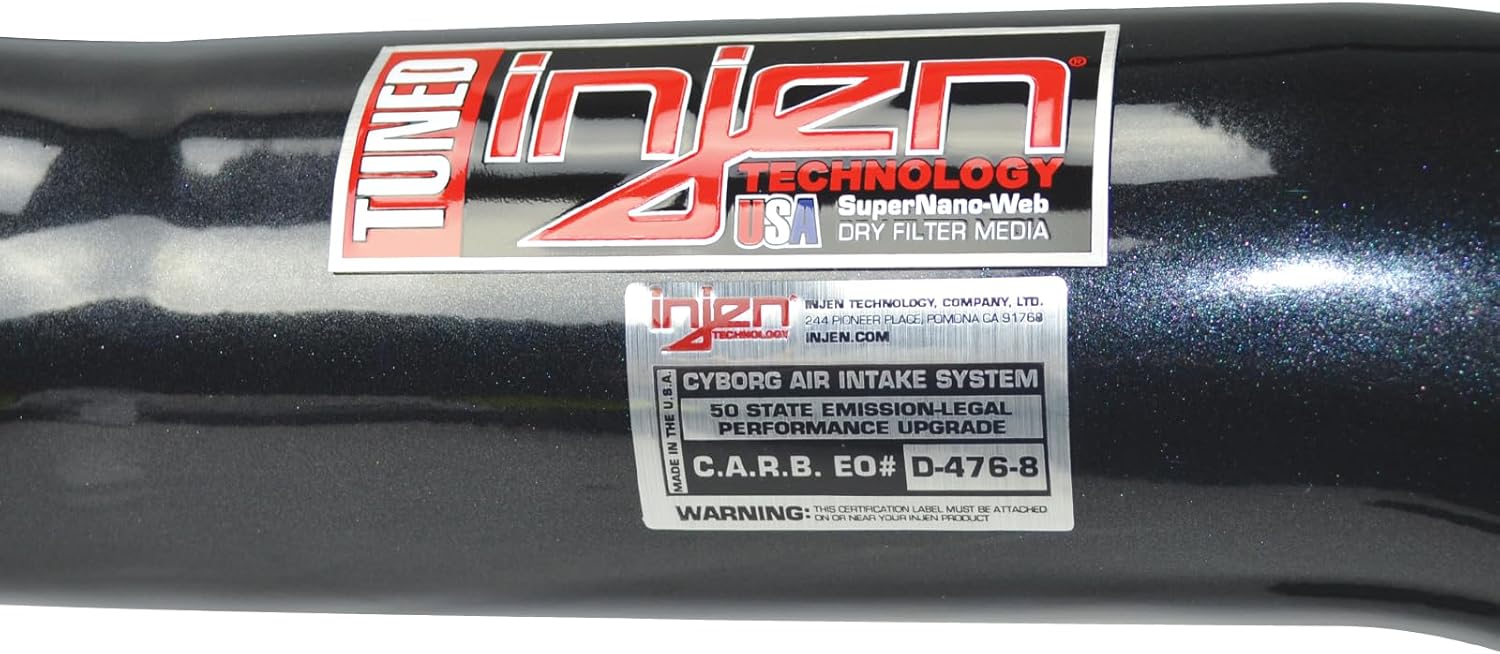 TUNED
injen®
TECHNOLOGY
USA
SuperNano-Web
DRY FILTER MEDIA
injen®
TECHNOLOGY
INJEN TECHNOLOGY, COMPANY, LTD.
244 PIONEER PLACE, POMONA CA 91768
INJEN.COM
MADE IN THE U.S.A.
CYBORG AIR INTAKE SYSTEM
50 STATE EMISSION-LEGAL
PERFORMANCE UPGRADE
C.A.R.B. EO# D-476-8
WARNING: THIS CERTIFICATION LABEL MUST BE ATTACHED
ON OR NEAR YOUR INJEN PRODUCT